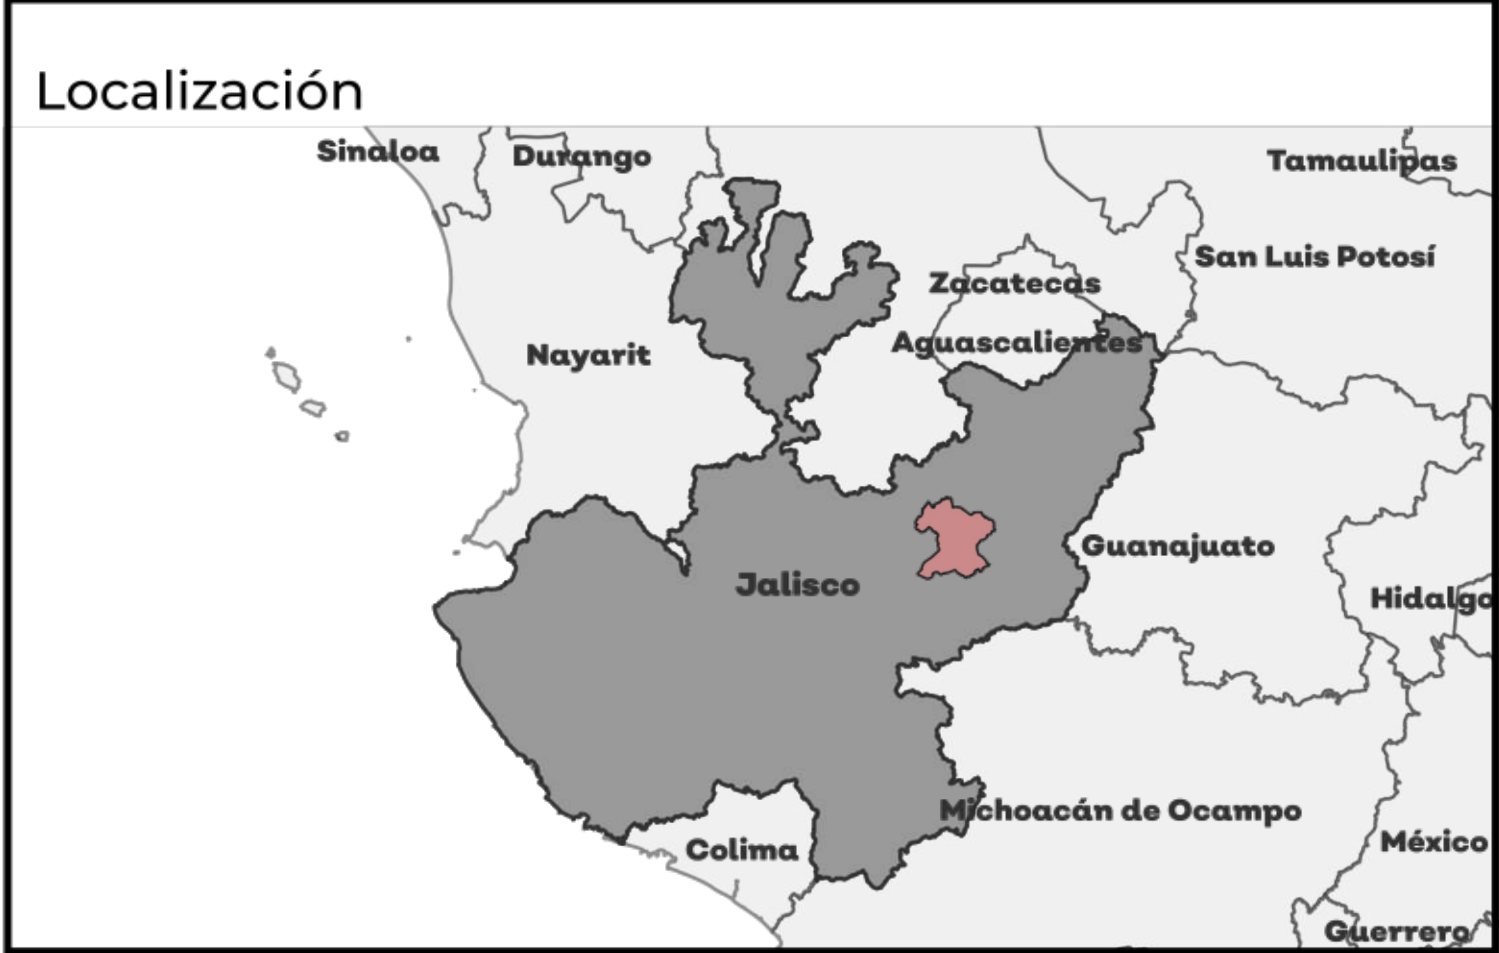 Localización
Sinaloa
Durango
Tamaulipas
San Luis Potosí
Zacatecas
Aguascalientes
Nayarit
Guanajuato
Jalisco
Hidalgo
Michoacán de Ocampo
México
Colima
Guerrero